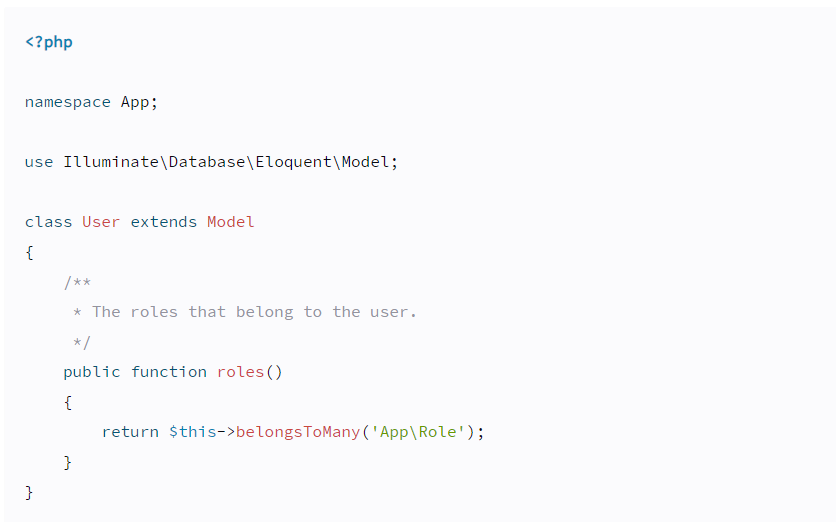 <?php
namespace App;
use Illuminate\Database\Eloquent\Model;
class User extends Model
{
/**
* The roles that belong to the user.
*/
public function roles()
{
return $this->belongsToMany('App\Role');
}
}